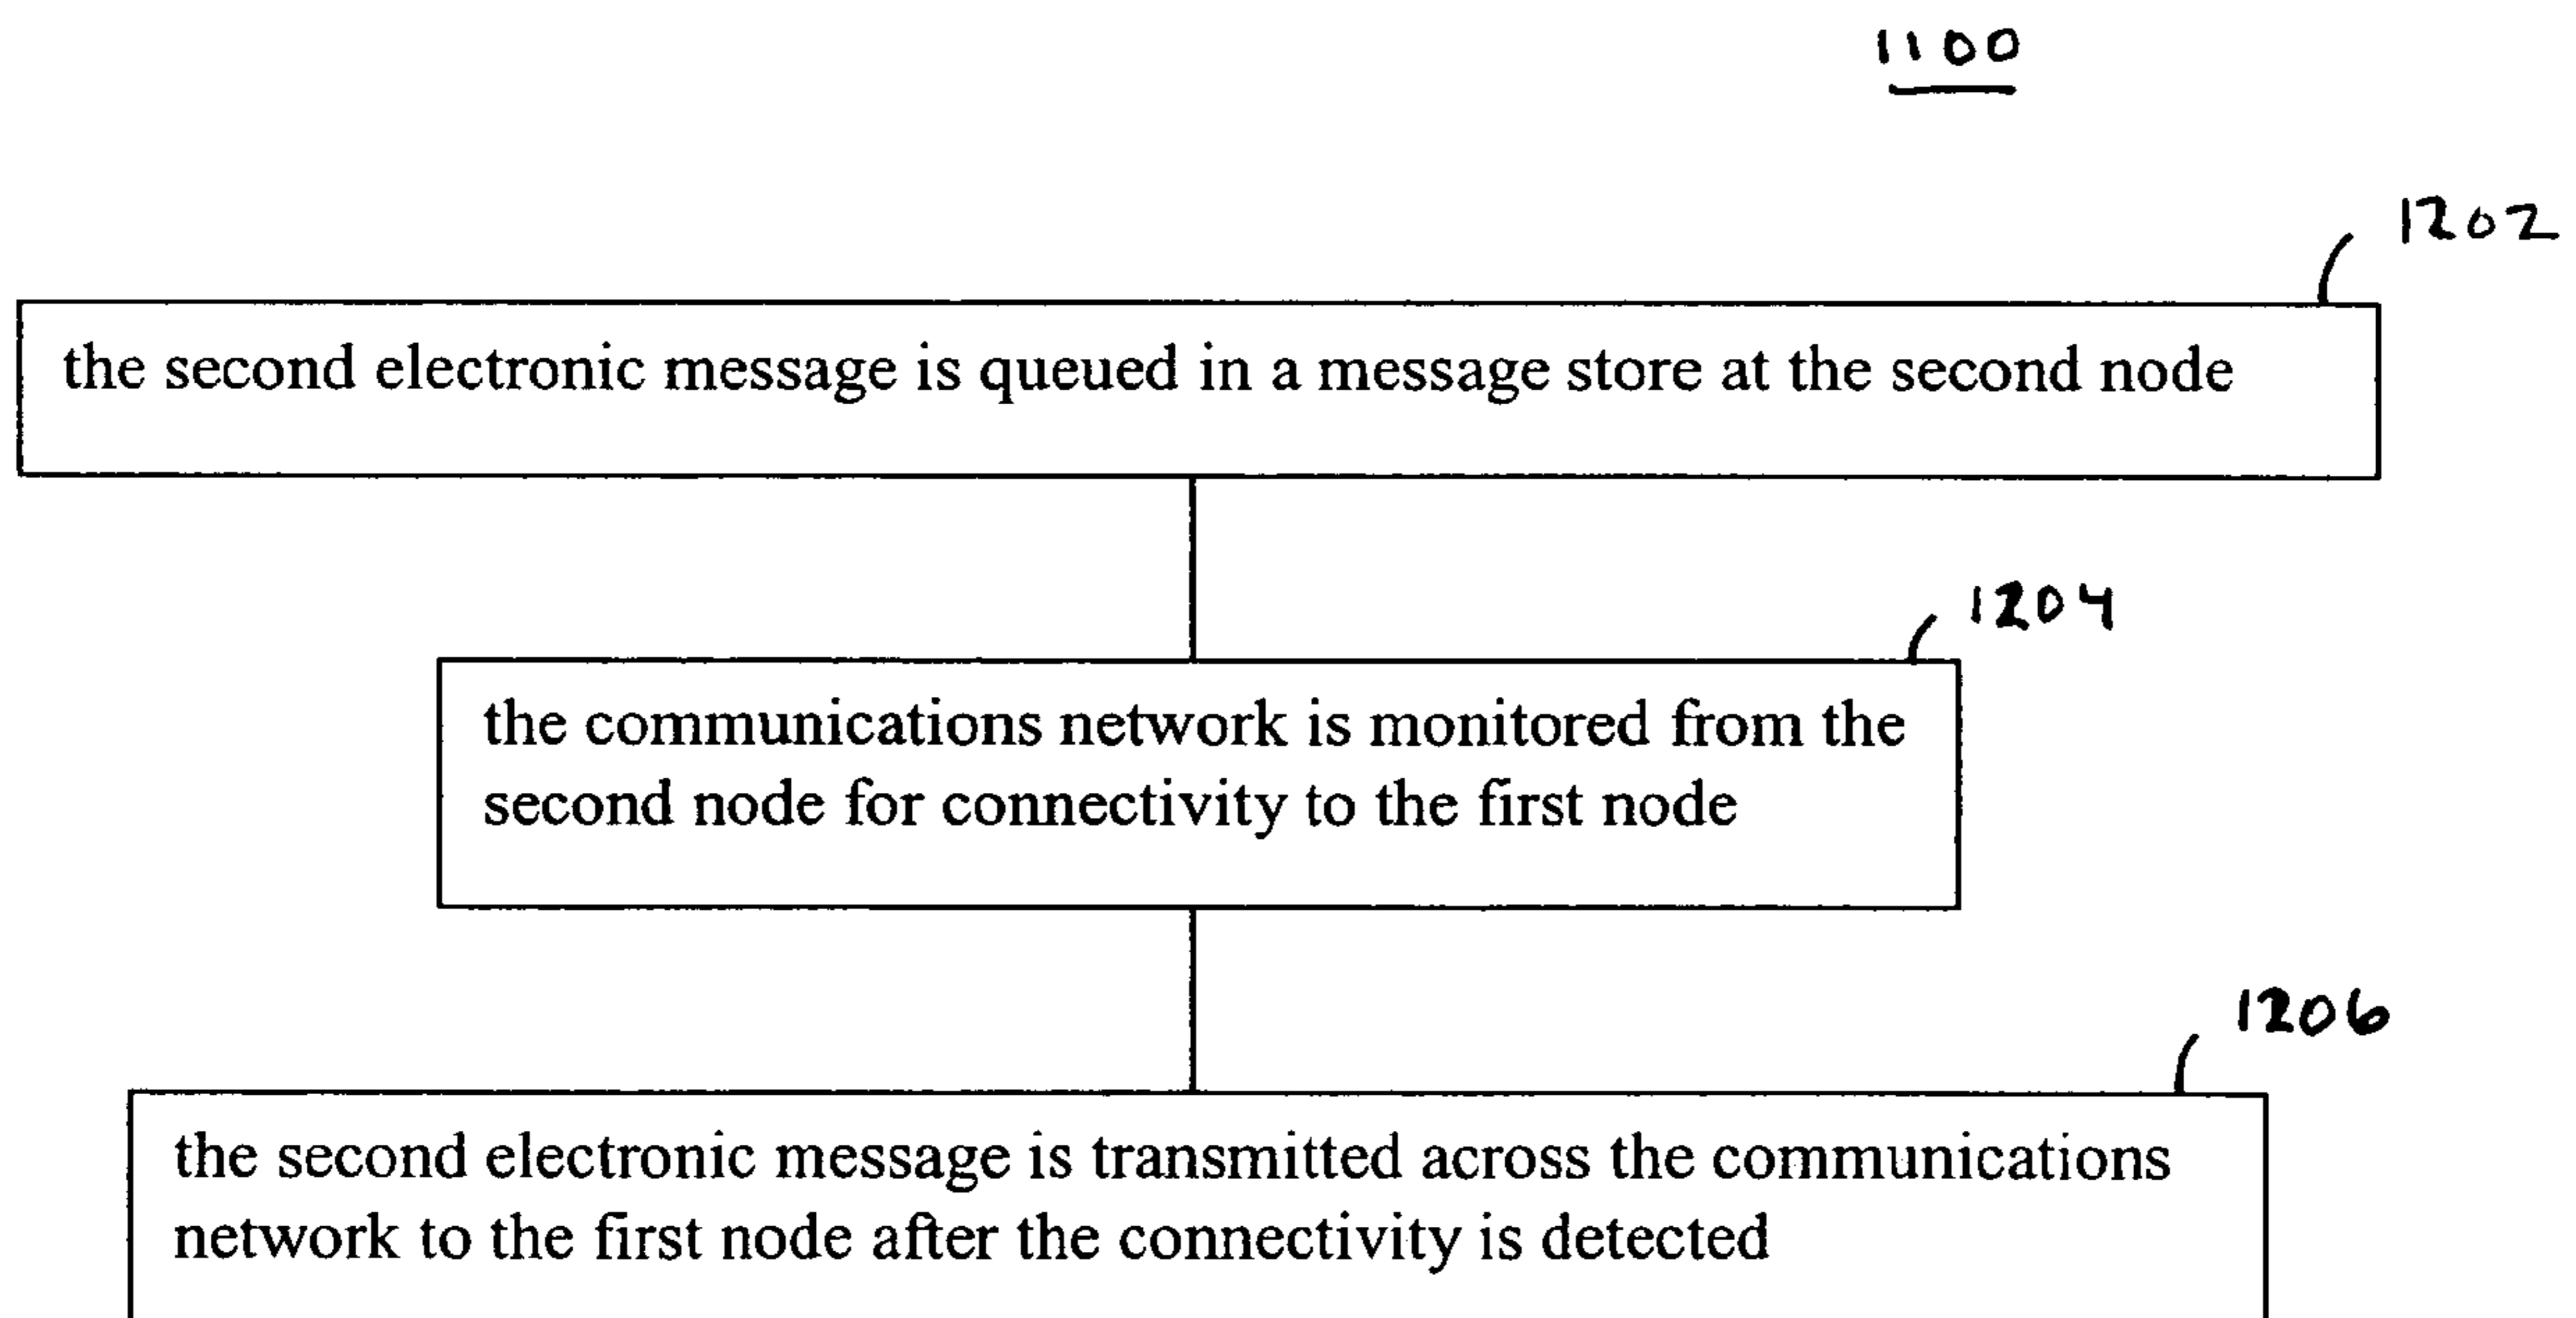 1100
1202
the second electronic message is queued in a message store at the second node
1204
the communications network is monitored from the
second node for connectivity to the first node
1206
the second electronic message is transmitted across the communications
network to the first node after the connectivity is detected